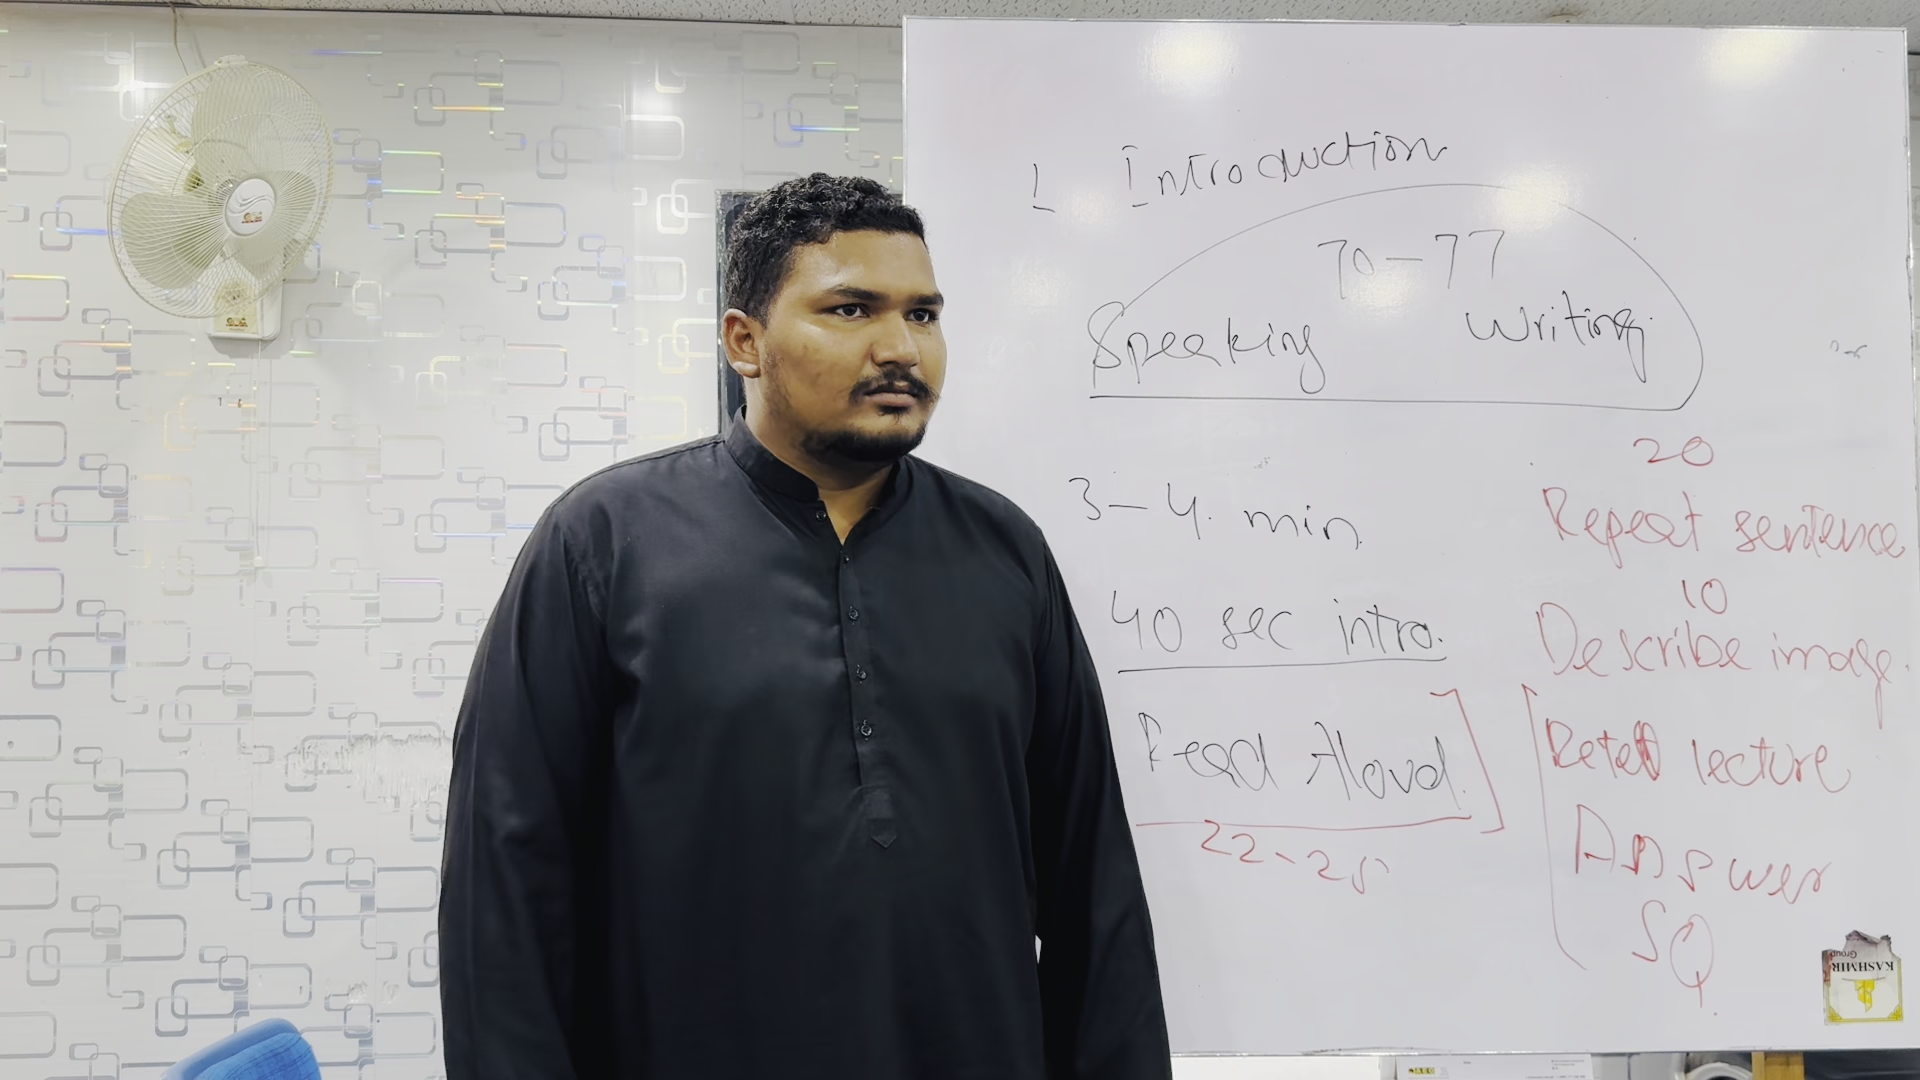 1 Introduction
70-77
Speaking Writing
3-4 min
40 sec intro.
Read Aloud.
22-25
20
Repeat sentence
10
Describe image.
Retell lecture
Answer
SQ
KASHMIR
Group